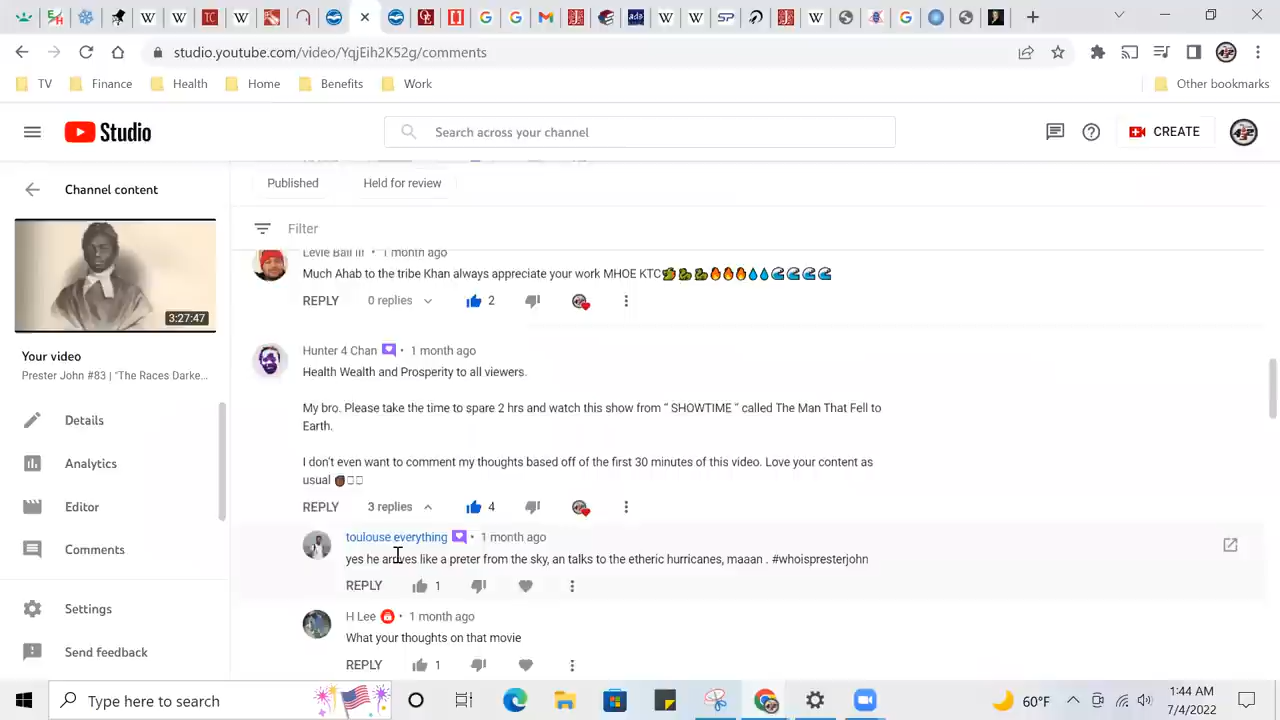 studio.youtube.com/video/YqjEih2K52g/comments
TV Finance Health Home Benefits Work Other bookmarks
Studio Search across your channel CREATE
Channel content
3:27:47
Your video
Prester John #83 | "The Races Darke...
Details
Analytics
Editor
Comments
Settings
Send feedback
Published Held for review
Filter
Levie Ball III • 1 month ago
Much Ahab to the tribe Khan always appreciate your work MHOE KTC🐲🐉🐉🔥🔥🔥💧💧🌊🌊🌊🌊
REPLY 0 replies 2
Hunter 4 Chan • 1 month ago
Health Wealth and Prosperity to all viewers.
My bro. Please take the time to spare 2 hrs and watch this show from “ SHOWTIME “ called The Man That Fell to
Earth.
I don't even want to comment my thoughts based off of the first 30 minutes of this video. Love your content as
usual
REPLY 3 replies 4
toulouse everything • 1 month ago
yes he arrives like a preter from the sky, an talks to the etheric hurricanes, maaan . #whoispresterjohn
REPLY 1
H Lee • 1 month ago
What your thoughts on that movie
REPLY 1
Type here to search
60°F
1:44 AM
7/4/2022